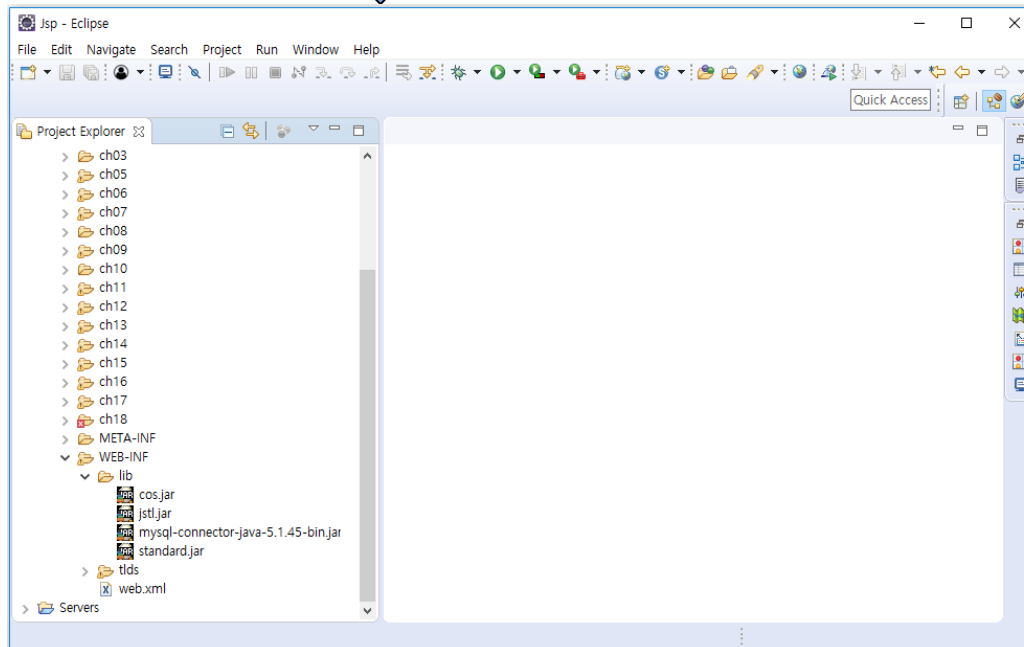 Jsp - Eclipse
File Edit Navigate Search Project Run Window Help
Quick Access
Project Explorer
ch03
ch05
ch06
ch07
ch08
ch09
ch10
ch11
ch12
ch13
ch14
ch15
ch16
ch17
ch18
META-INF
WEB-INF
lib
cos.jar
jstl.jar
mysql-connector-java-5.1.45-bin.jar
standard.jar
tlds
web.xml
Servers